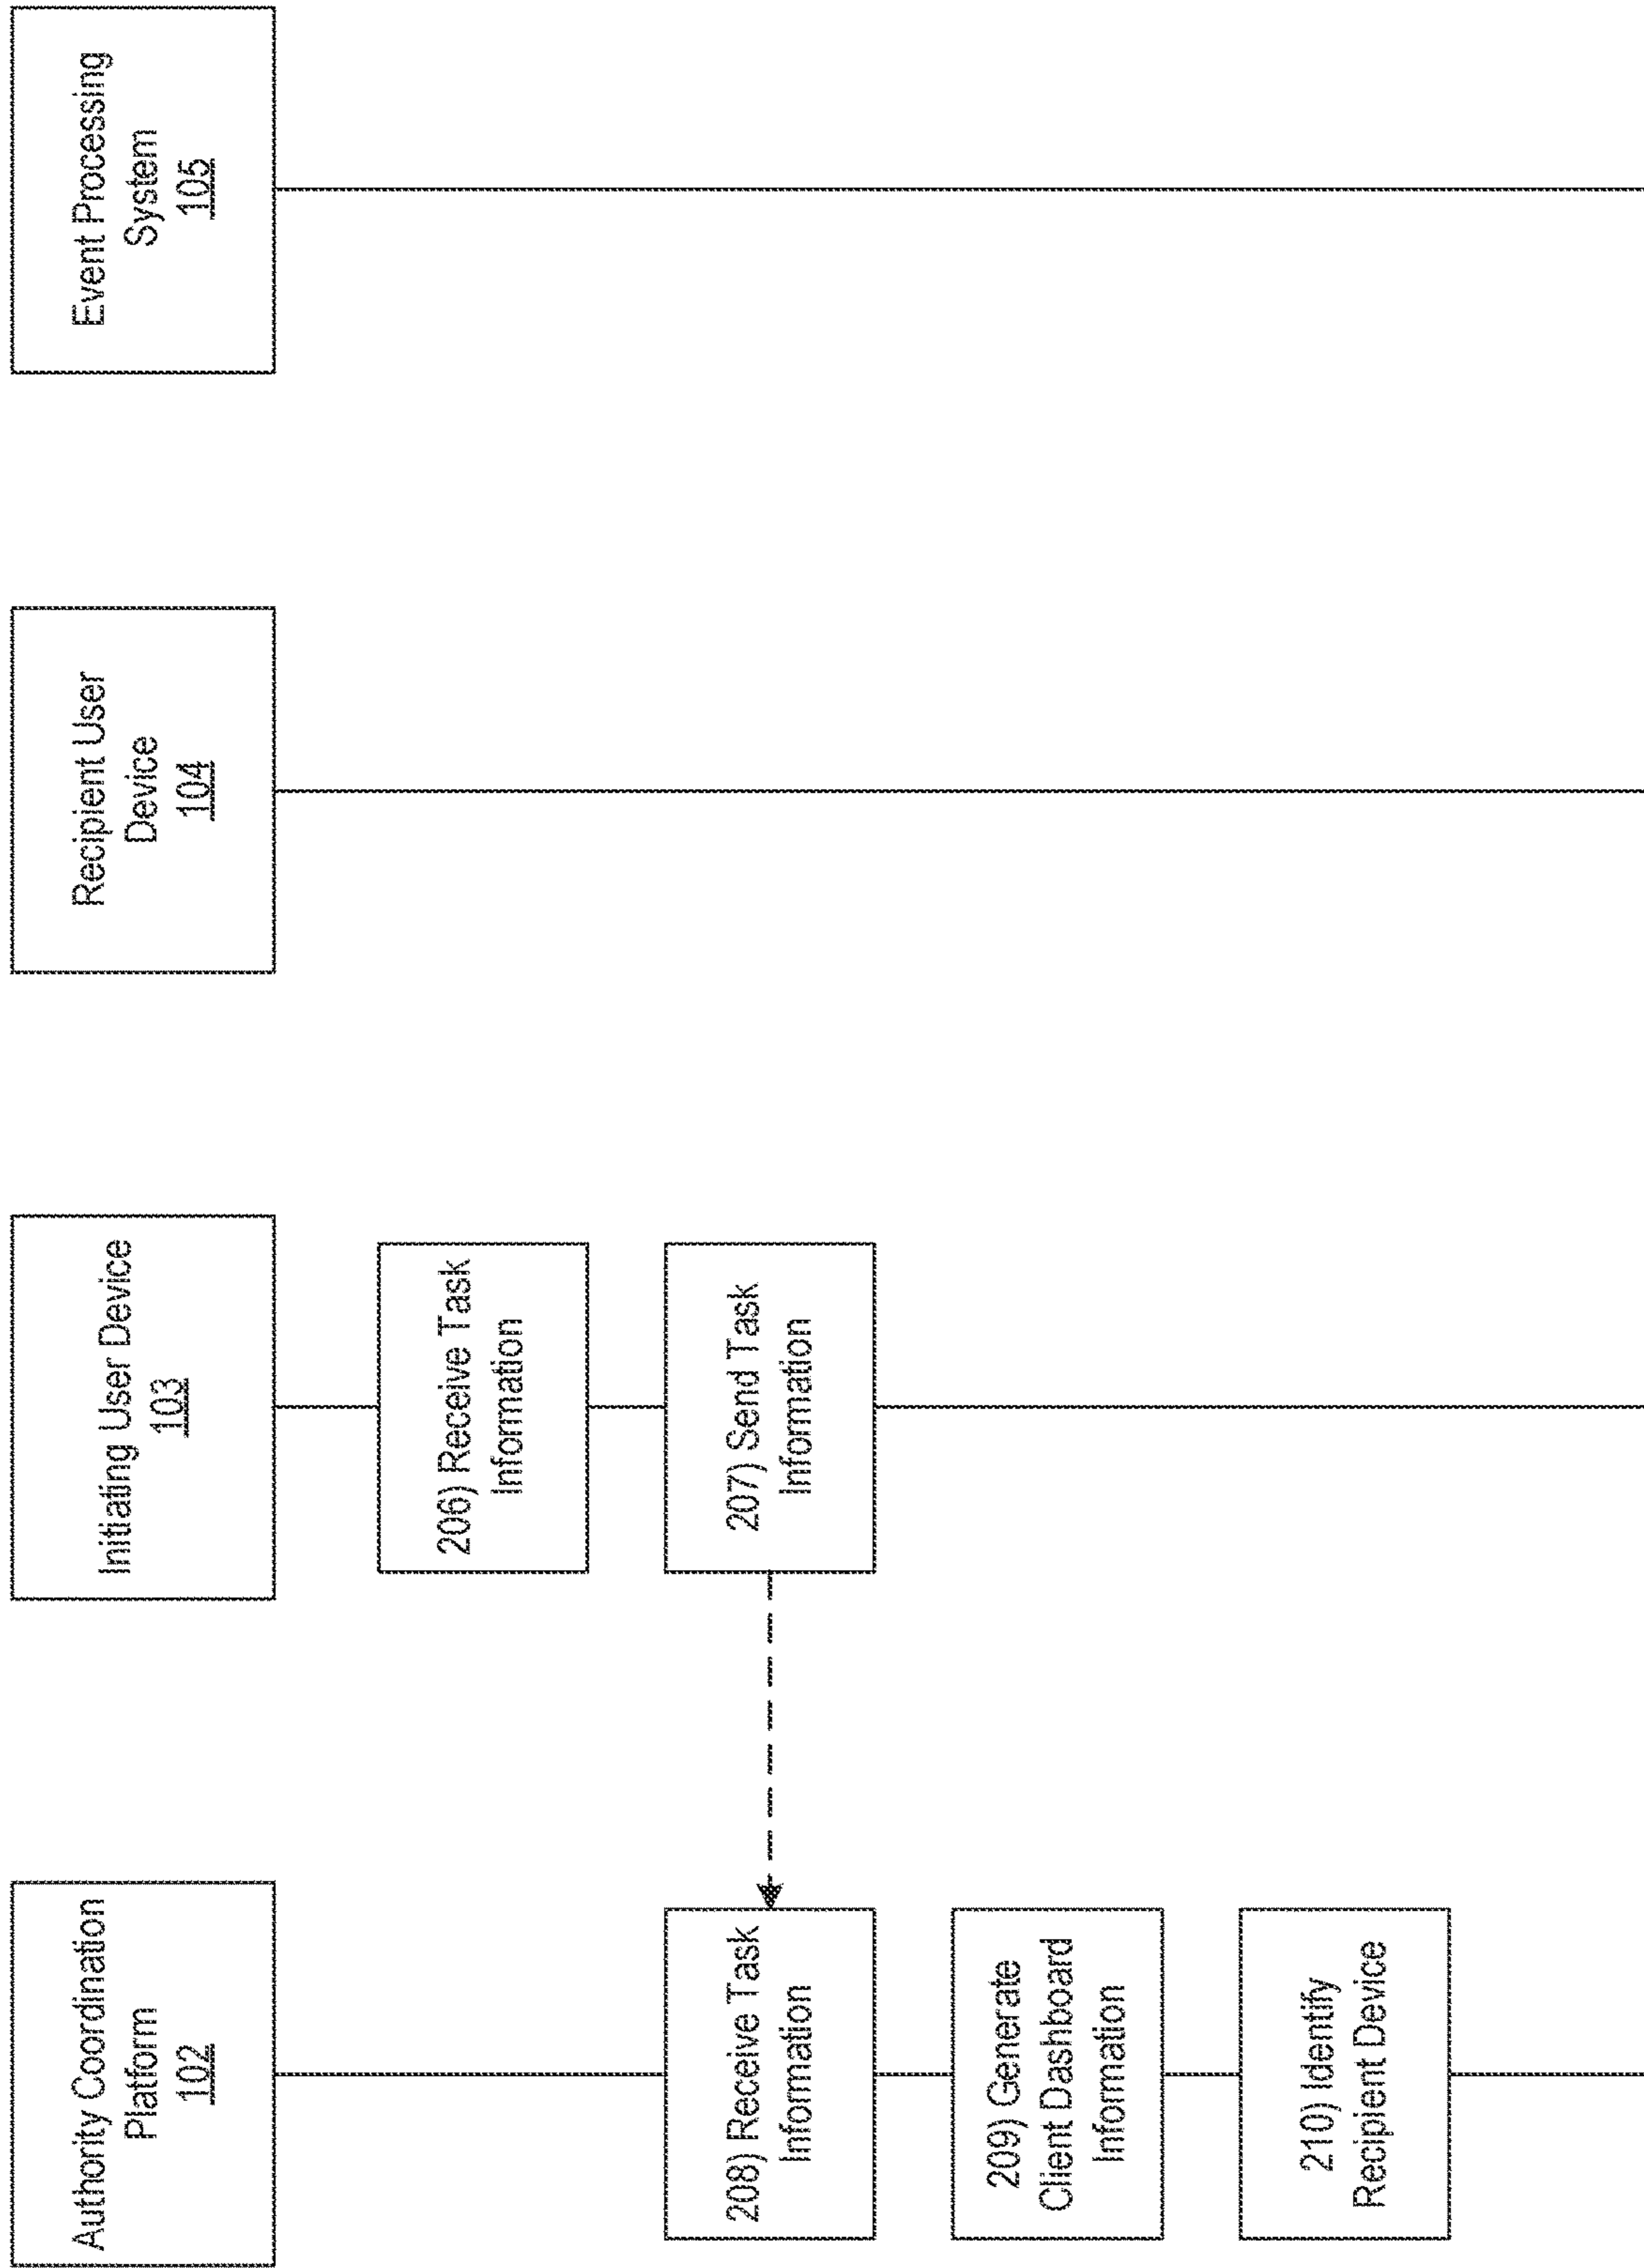 Authority Coordination
Platform
102
Initiating User Device
103
Recipient User
Device
104
Event Processing
System
105
206) Receive Task
Information
207) Send Task
Information
208) Receive Task
Information
209) Generate
Client Dashboard
Information
210) Identify
Recipient Device